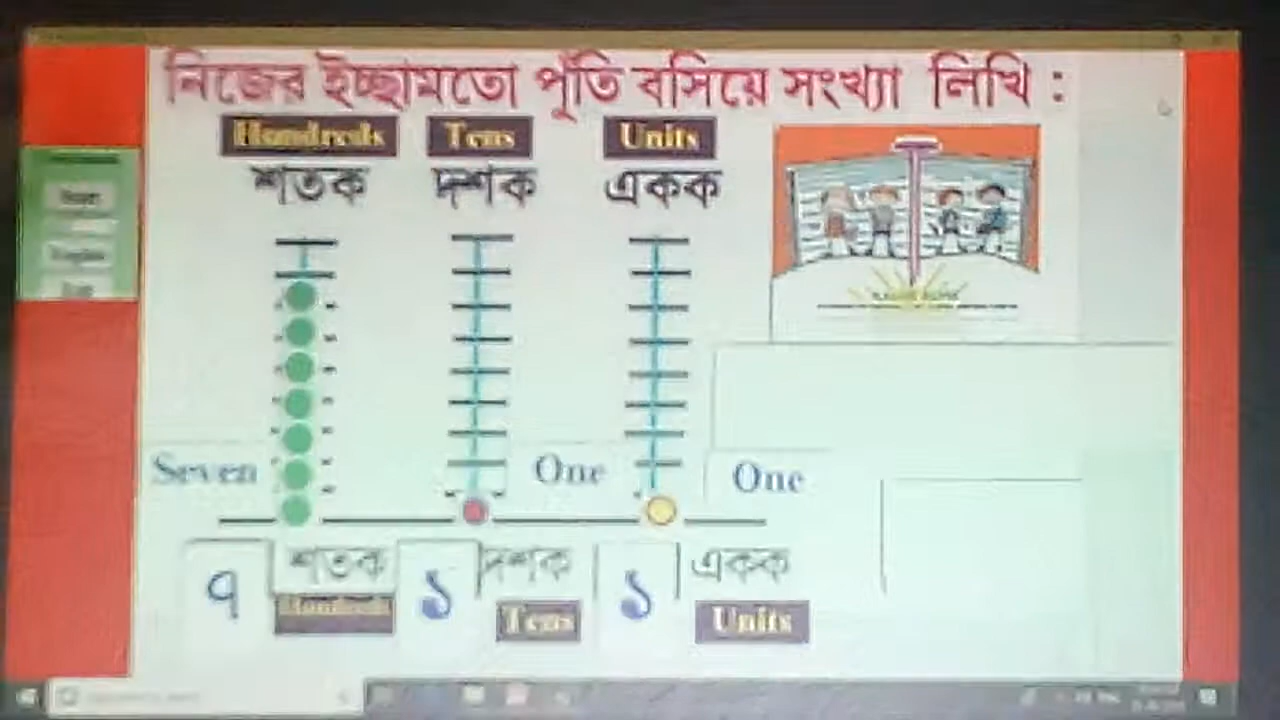 নিজের ইচ্ছামতো পুঁতি বসিয়ে সংখ্যা লিখি :
Hundreds Tens Units
শতক দশক একক
Seven One One
৭ শতক ১ দশক ১ একক
Hundreds Tens Units